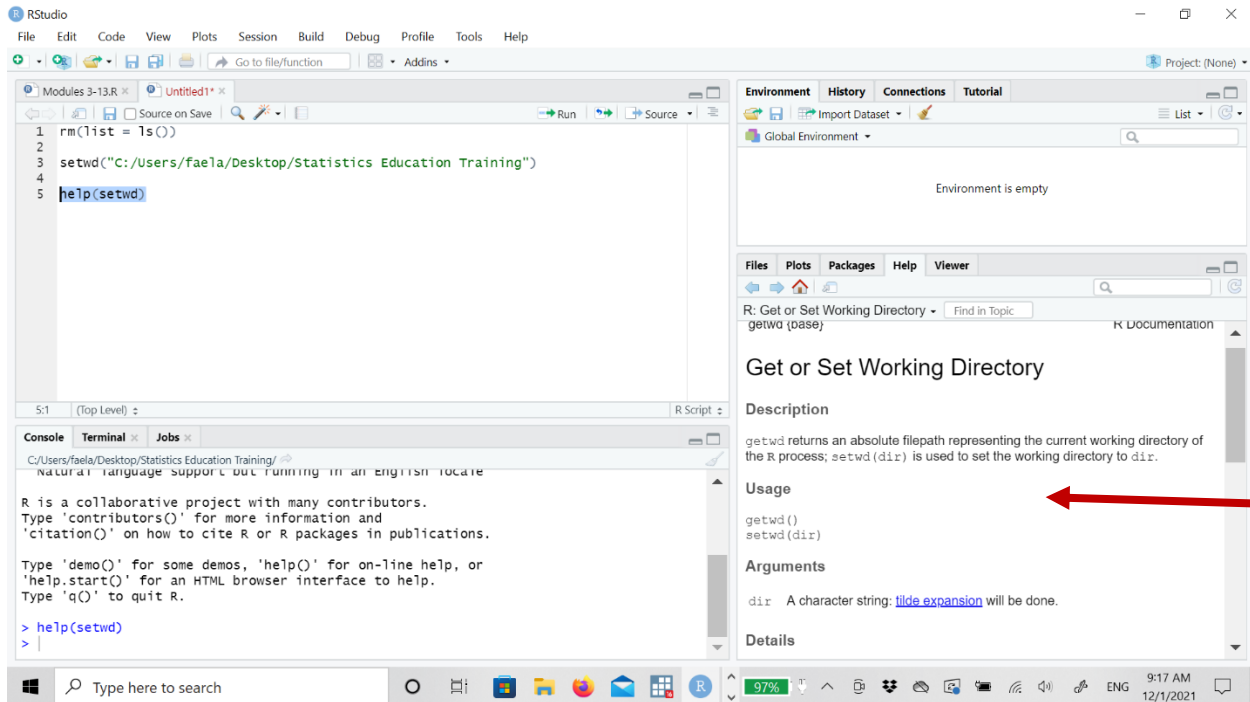 RStudio
File Edit Code View Plots Session Build Debug Profile Tools Help
Go to file/function Addins Project: (None)
Modules 3-13.R Untitled1*
Source on Save Run Source
1 rm(list = ls())
2
3 setwd("C:/Users/faela/Desktop/Statistics Education Training")
4
5 help(setwd)
5:1 (Top Level) R Script
Console Terminal Jobs
C:/Users/faela/Desktop/Statistics Education Training/
Natural language support but running in an English locale
R is a collaborative project with many contributors.
Type 'contributors()' for more information and
'citation()' on how to cite R or R packages in publications.
Type 'demo()' for some demos, 'help()' for on-line help, or
'help.start()' for an HTML browser interface to help.
Type 'q()' to quit R.
> help(setwd)
>
Environment History Connections Tutorial
Import Dataset List
Global Environment
Environment is empty
Files Plots Packages Help Viewer
R: Get or Set Working Directory Find in Topic
getwd {base} R Documentation
Get or Set Working Directory
Description
getwd returns an absolute filepath representing the current working directory of
the R process; setwd(dir) is used to set the working directory to dir.
Usage
getwd()
setwd(dir)
Arguments
dir A character string: tilde expansion will be done.
Details
Type here to search
97%
ENG
9:17 AM
12/1/2021